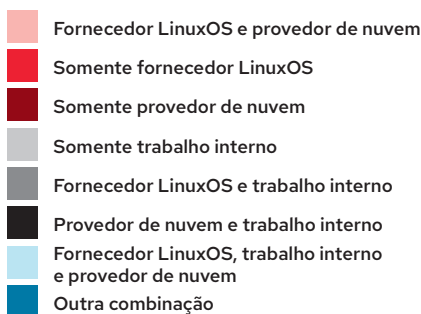 Fornecedor LinuxOS e provedor de nuvem
Somente fornecedor LinuxOS
Somente provedor de nuvem
Somente trabalho interno
Fornecedor LinuxOS e trabalho interno
Provedor de nuvem e trabalho interno
Fornecedor LinuxOS, trabalho interno
e provedor de nuvem
Outra combinação